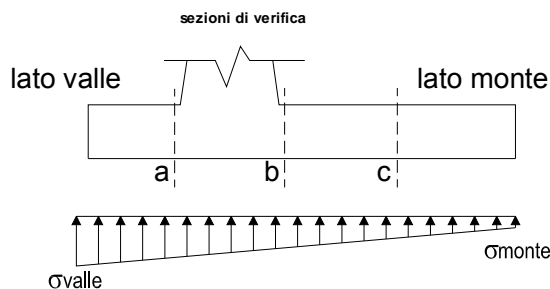 sezioni di verifica
lato valle
lato monte
a
b
c
σvalle
σmonte